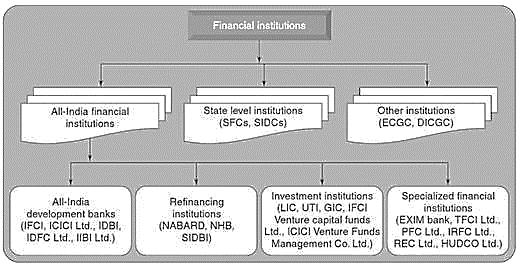 Financial institutions
All-India financial
institutions
State level institutions
(SFCs, SIDCs)
Other institutions
(ECGC, DICGC)
All-India
development banks
(IFCI, ICICI Ltd., IDBI,
IDFC Ltd., IIBI Ltd.)
Refinancing
institutions
(NABARD, NHB,
SIDBI)
Investment institutions
(LIC, UTI, GIC, IFCI
Venture capital funds
Ltd., ICICI Venture Funds
Management Co. Ltd.)
Specialized financial
institutions
(EXIM bank, TFCI Ltd.,
PFC Ltd., IRFC Ltd.,
REC Ltd., HUDCO Ltd.)